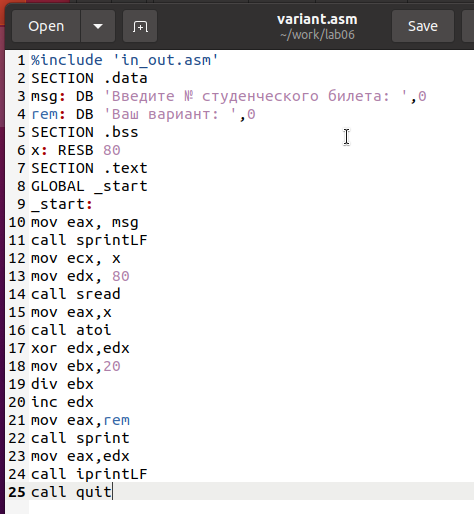 Open
variant.asm
~/work/lab06
Save
1 %include 'in_out.asm'
2 SECTION .data
3 msg: DB 'Введите № студенческого билета: ',0
4 rem: DB 'Ваш вариант: ',0
5 SECTION .bss
6 x: RESB 80
7 SECTION .text
8 GLOBAL _start
9 _start:
10 mov eax, msg
11 call sprintLF
12 mov ecx, x
13 mov edx, 80
14 call sread
15 mov eax,x
16 call atoi
17 xor edx,edx
18 mov ebx,20
19 div ebx
20 inc edx
21 mov eax,rem
22 call sprint
23 mov eax,edx
24 call iprintLF
25 call quit